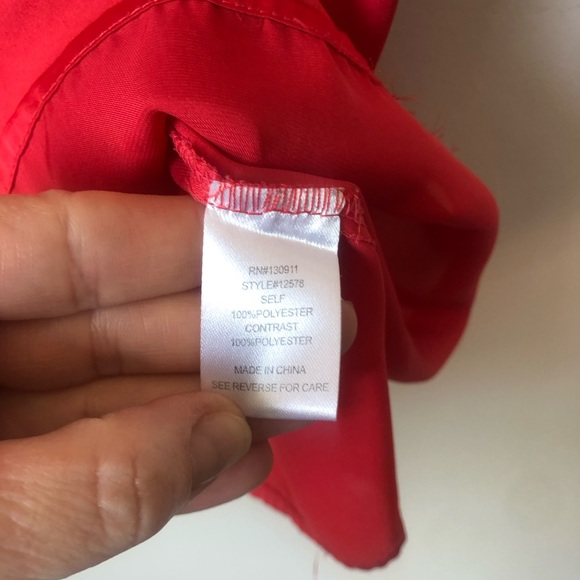 RN#130911
STYLE#12578
SELF
100%POLYESTER
CONTRAST
100%POLYESTER
MADE IN CHINA
SEE REVERSE FOR CARE